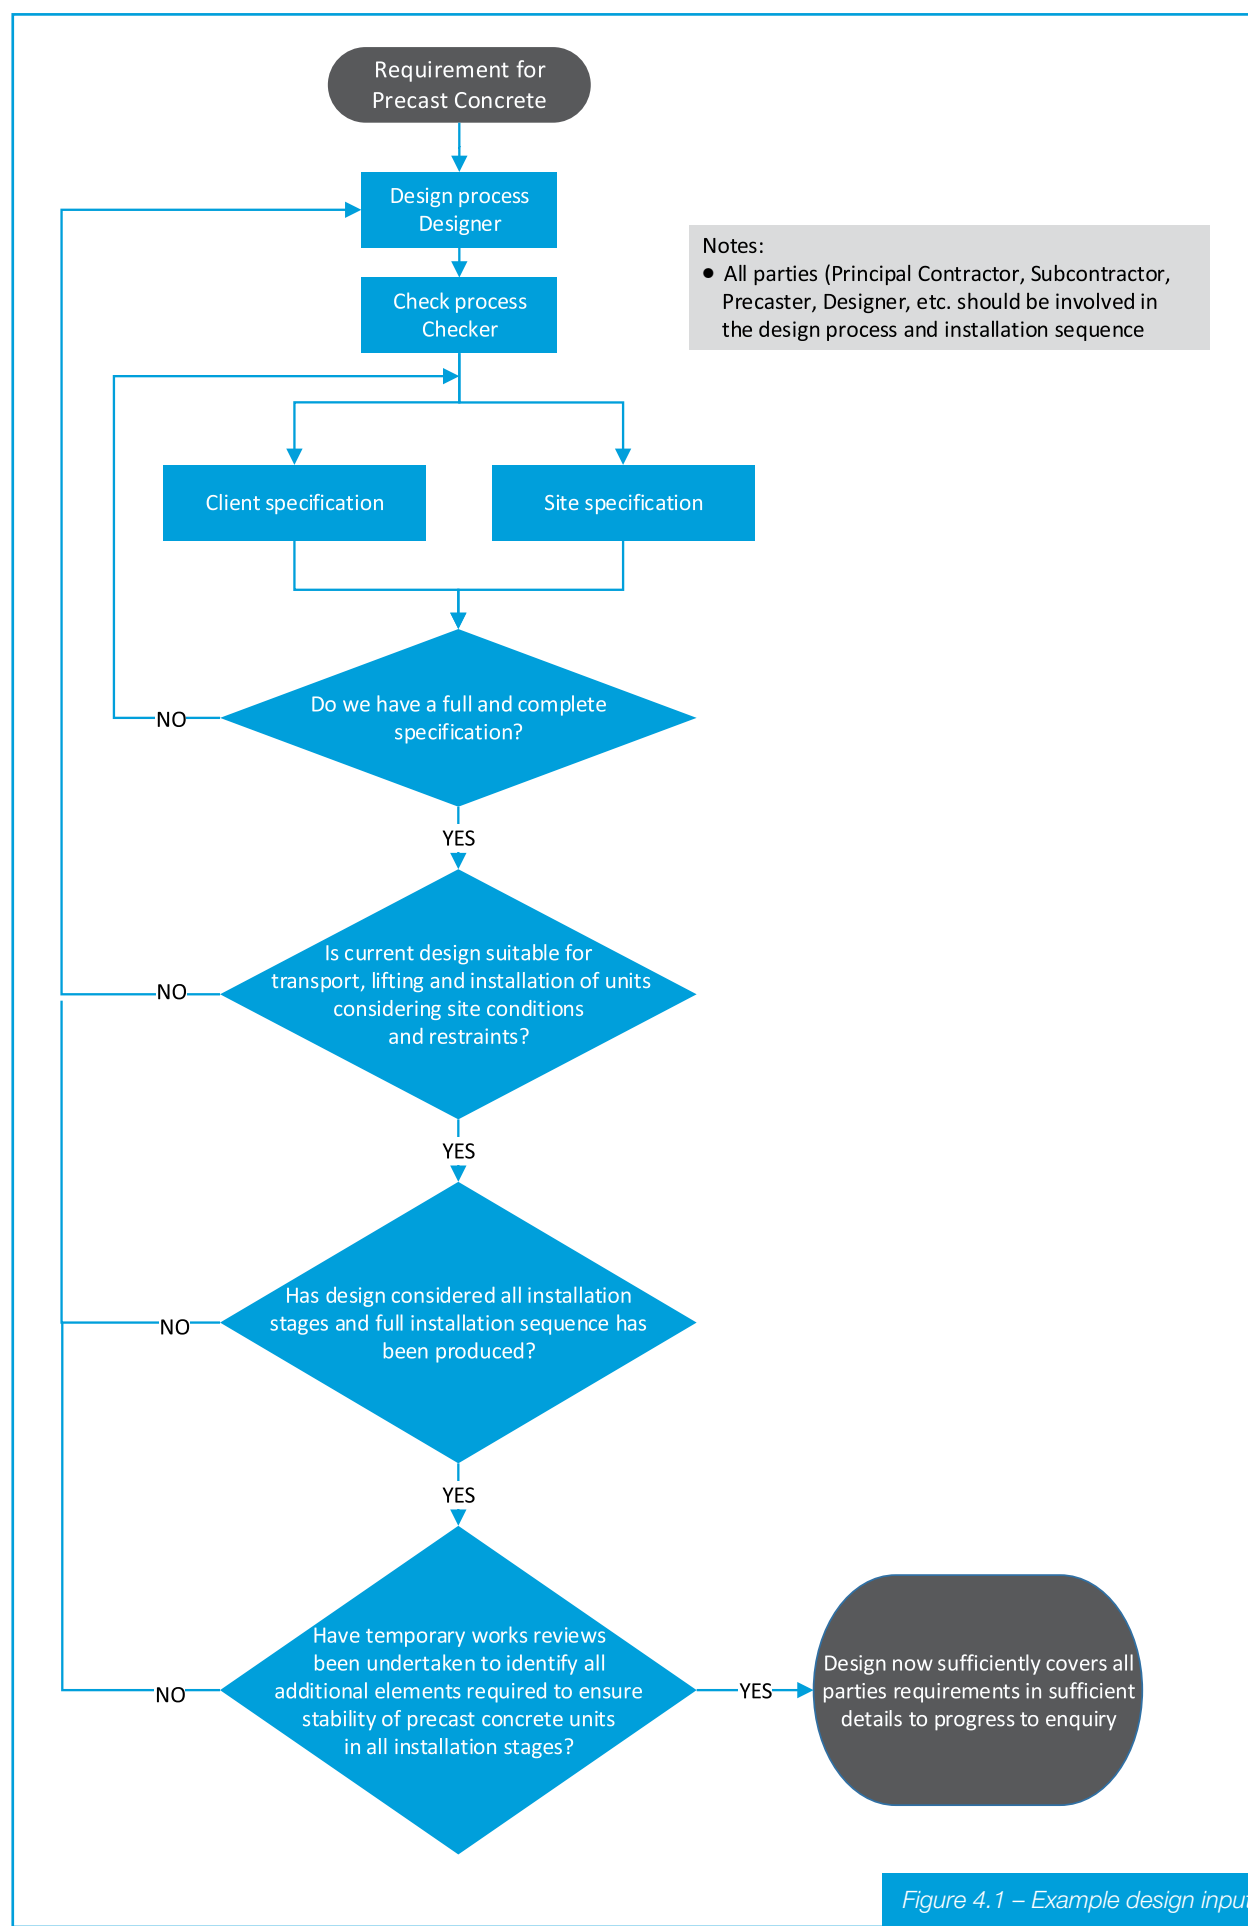 Requirement for
Precast Concrete
Design process
Designer
Notes:
• All parties (Principal Contractor, Subcontractor,
Precaster, Designer, etc. should be involved in
the design process and installation sequence
Check process
Checker
Client specification
Site specification
Do we have a full and complete
specification?
NO
YES
Is current design suitable for
transport, lifting and installation of units
considering site conditions
and restraints?
NO
YES
Has design considered all installation
stages and full installation sequence has
been produced?
NO
YES
Have temporary works reviews
been undertaken to identify all
additional elements required to ensure
stability of precast concrete units
in all installation stages?
NO
YES
Design now sufficiently covers all
parties requirements in sufficient
details to progress to enquiry
Figure 4.1 – Example design input